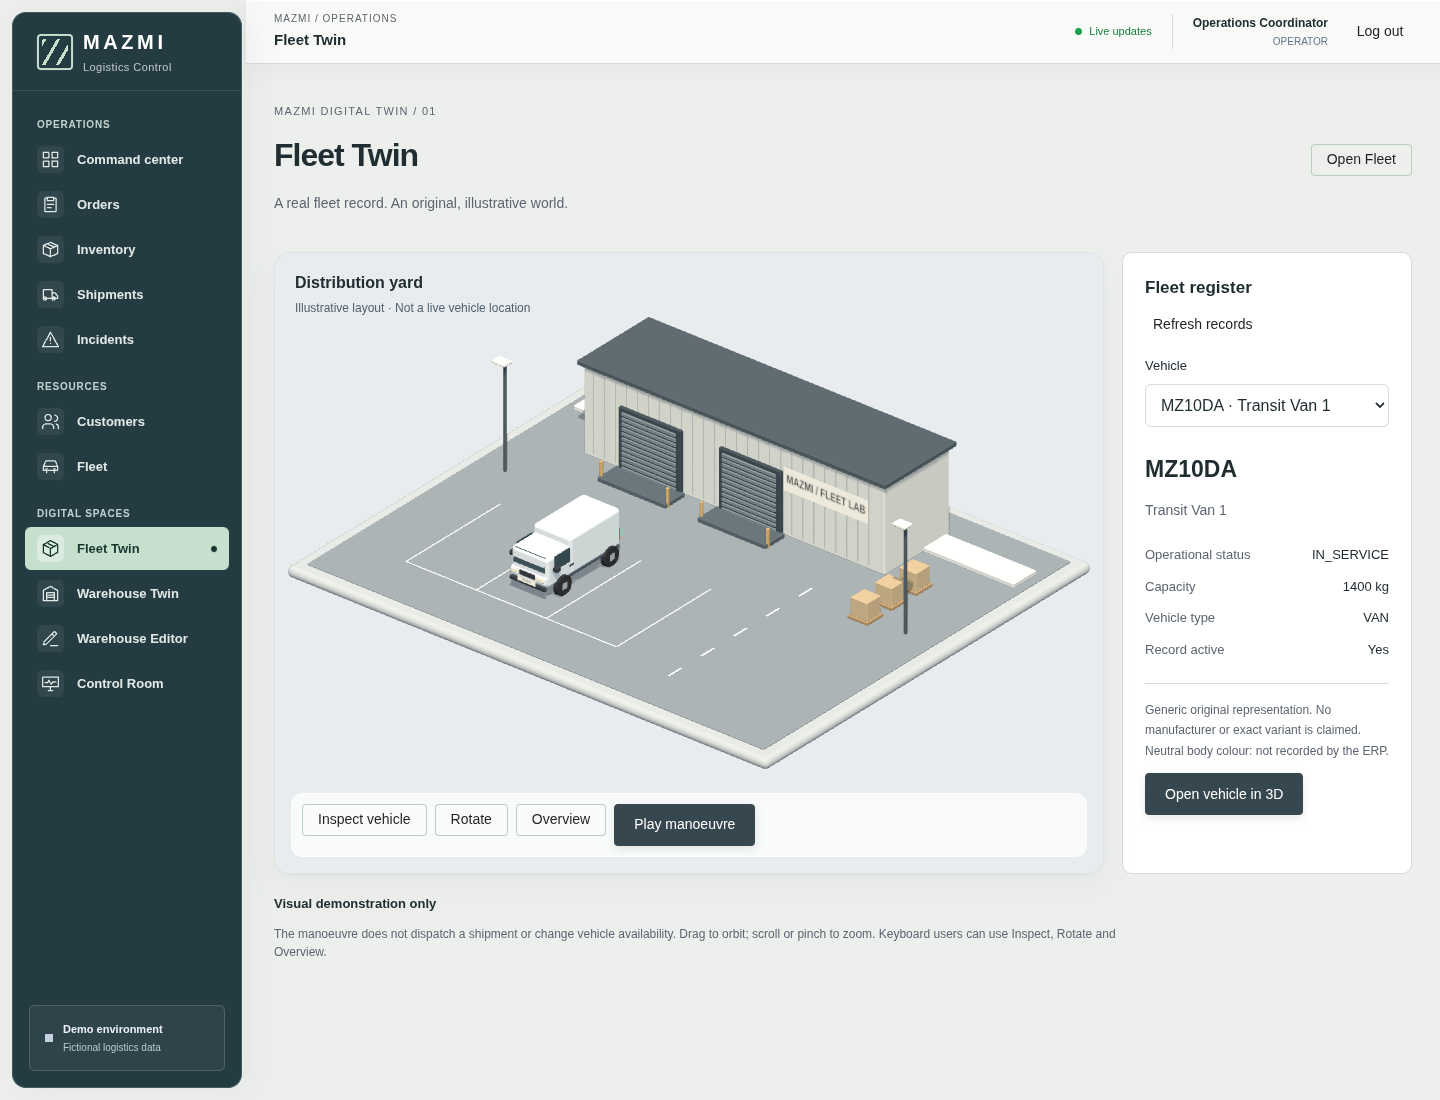 MAZMI
Logistics Control
OPERATIONS
Command center
Orders
Inventory
Shipments
Incidents
RESOURCES
Customers
Fleet
DIGITAL SPACES
Fleet Twin
Warehouse Twin
Warehouse Editor
Control Room
Demo environment
Fictional logistics data
MAZMI / OPERATIONS
Fleet Twin
Live updates
Operations Coordinator
OPERATOR
Log out
MAZMI DIGITAL TWIN / 01
Fleet Twin
Open Fleet
A real fleet record. An original, illustrative world.
Distribution yard
Illustrative layout · Not a live vehicle location
MAZMI / FLEET LAB
Inspect vehicle
Rotate
Overview
Play manoeuvre
Fleet register
Refresh records
Vehicle
MZ10DA · Transit Van 1
MZ10DA
Transit Van 1
Operational status IN_SERVICE
Capacity 1400 kg
Vehicle type VAN
Record active Yes
Generic original representation. No
manufacturer or exact variant is claimed.
Neutral body colour: not recorded by the ERP.
Open vehicle in 3D
Visual demonstration only
The manoeuvre does not dispatch a shipment or change vehicle availability. Drag to orbit; scroll or pinch to zoom. Keyboard users can use Inspect, Rotate and
Overview.